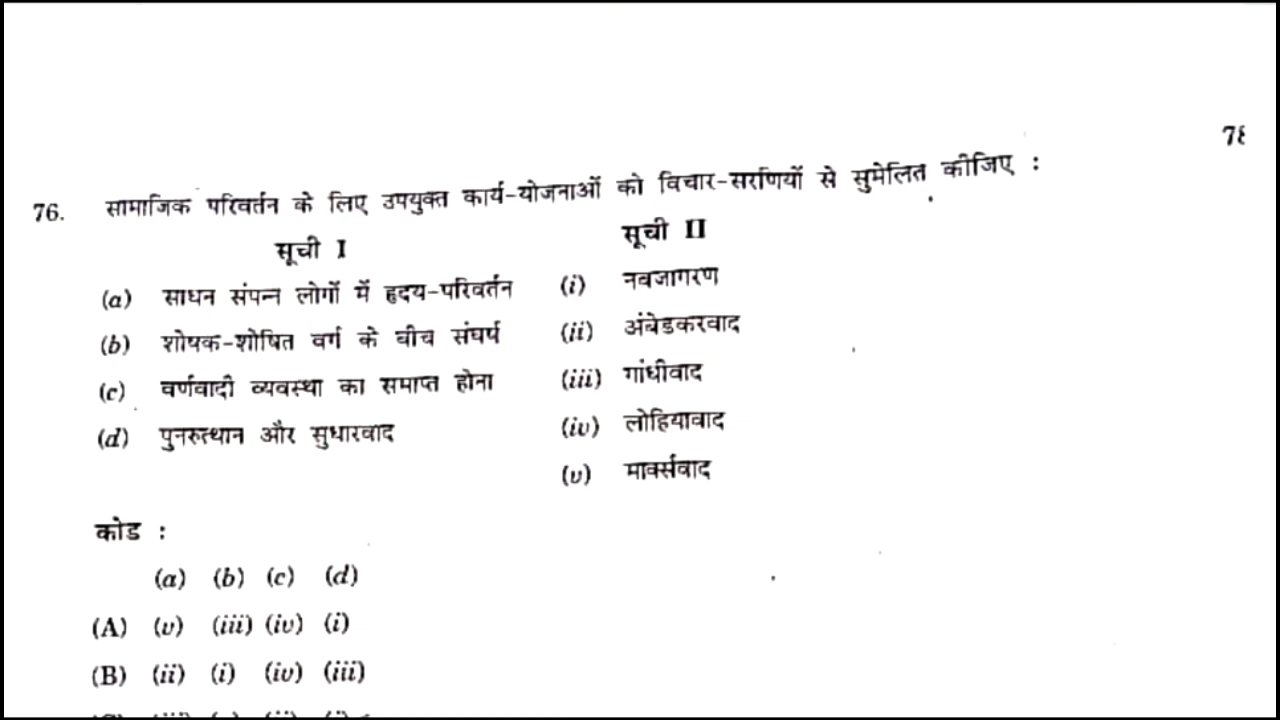 78
76. सामाजिक परिवर्तन के लिए उपयुक्त कार्य-योजनाओं को विचार-सरणियों से सुमेलित कीजिए :
सूची I सूची II
(a) साधन संपन्न लोगों में हृदय-परिवर्तन (i) नवजागरण
(b) शोषक-शोषित वर्ग के बीच संघर्ष (ii) अंबेडकरवाद
(c) वर्णवादी व्यवस्था का समाप्त होना (iii) गांधीवाद
(d) पुनरुत्थान और सुधारवाद (iv) लोहियावाद
(v) मार्क्सवाद
कोड :
(a) (b) (c) (d)
(A) (v) (iii) (iv) (i)
(B) (ii) (i) (iv) (iii)